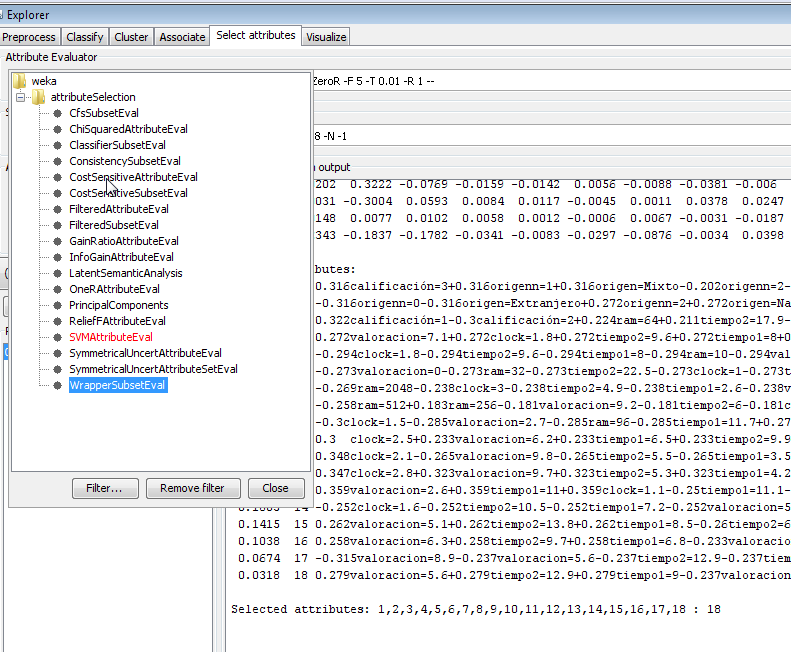 Explorer
Preprocess Classify Cluster Associate Select attributes Visualize
Attribute Evaluator
weka
attributeSelection
CfsSubsetEval
ChiSquaredAttributeEval
ClassifierSubsetEval
ConsistencySubsetEval
CostSensitiveAttributeEval
CostSensitiveSubsetEval
FilteredAttributeEval
FilteredSubsetEval
GainRatioAttributeEval
InfoGainAttributeEval
LatentSemanticAnalysis
OneRAttributeEval
PrincipalComponents
ReliefFAttributeEval
SVMAttributeEval
SymmetricalUncertAttributeEval
SymmetricalUncertAttributeSetEval
WrapperSubsetEval
Filter... Remove filter Close
ZeroR -F 5 -T 0.01 -R 1 --
8 -N -1
output
202 0.3222 -0.0769 -0.0159 -0.0142 0.0056 -0.0088 -0.0381 -0.006
031 -0.3004 0.0593 0.0084 0.0117 -0.0045 0.0011 0.0378 0.0247
148 0.0077 0.0102 0.0058 0.0012 -0.0006 0.0067 -0.0031 -0.0187
343 -0.1837 -0.1782 -0.0341 -0.0083 -0.0297 -0.0876 -0.0034 0.0398
butes:
0.316calificación=3+0.316origenn=1+0.316origen=Mixto-0.202origenn=2-
-0.316origenn=0-0.316origen=Extranjero+0.272origenn=2+0.272origen=Na
0.322calificación=1-0.3calificación=2+0.224ram=64+0.211tiempo2=17.9-
0.272valoracion=7.1+0.272clock=1.8+0.272tiempo2=9.6+0.272tiempo1=8+0
-0.294clock=1.8-0.294tiempo2=9.6-0.294tiempo1=8-0.294ram=10-0.294val
-0.273valoracion=0-0.273ram=32-0.273tiempo2=22.5-0.273clock=1-0.273t
-0.269ram=2048-0.238clock=3-0.238tiempo2=4.9-0.238tiempo1=2.6-0.238v
-0.258ram=512+0.183ram=256-0.181valoracion=9.2-0.181tiempo2=6-0.181c
-0.3clock=1.5-0.285valoracion=2.7-0.285ram=96-0.285tiempo1=11.7+0.27
0.3 clock=2.5+0.233valoracion=6.2+0.233tiempo1=6.5+0.233tiempo2=9.9
0.348clock=2.1-0.265valoracion=9.8-0.265tiempo2=5.5-0.265tiempo1=3.5
0.347clock=2.8+0.323valoracion=9.7+0.323tiempo2=5.3+0.323tiempo1=4.2
0.359valoracion=2.6+0.359tiempo1=11+0.359clock=1.1-0.25tiempo1=11.1-
14 -0.252clock=1.6-0.252tiempo2=10.5-0.252tiempo1=7.2-0.252valoracion=5
0.1415 15 0.262valoracion=5.1+0.262tiempo2=13.8+0.262tiempo1=8.5-0.26tiempo2=6
0.1038 16 0.258valoracion=6.3+0.258tiempo2=9.7+0.258tiempo1=6.8-0.233valoracion
0.0674 17 -0.315valoracion=8.9-0.237valoracion=5.6-0.237tiempo2=12.9-0.237tiemp
0.0318 18 0.279valoracion=5.6+0.279tiempo2=12.9+0.279tiempo1=9-0.237valoracion
Selected attributes: 1,2,3,4,5,6,7,8,9,10,11,12,13,14,15,16,17,18 : 18